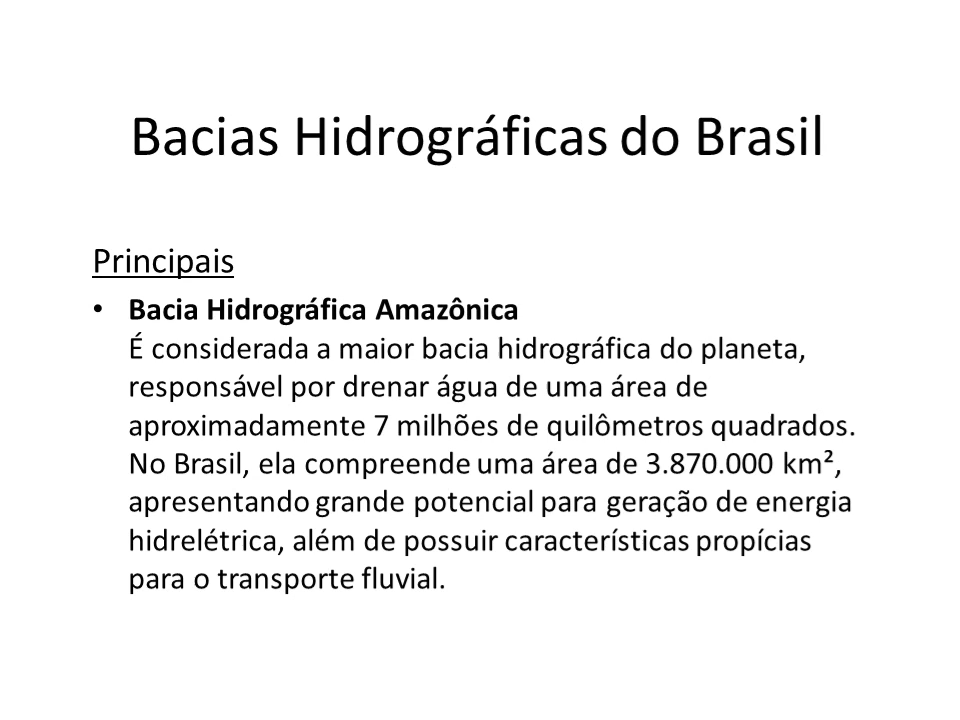 Bacias Hidrográficas do Brasil
Principais
• Bacia Hidrográfica Amazônica
É considerada a maior bacia hidrográfica do planeta,
responsável por drenar água de uma área de
aproximadamente 7 milhões de quilômetros quadrados.
No Brasil, ela compreende uma área de 3.870.000 km²,
apresentando grande potencial para geração de energia
hidrelétrica, além de possuir características propícias
para o transporte fluvial.